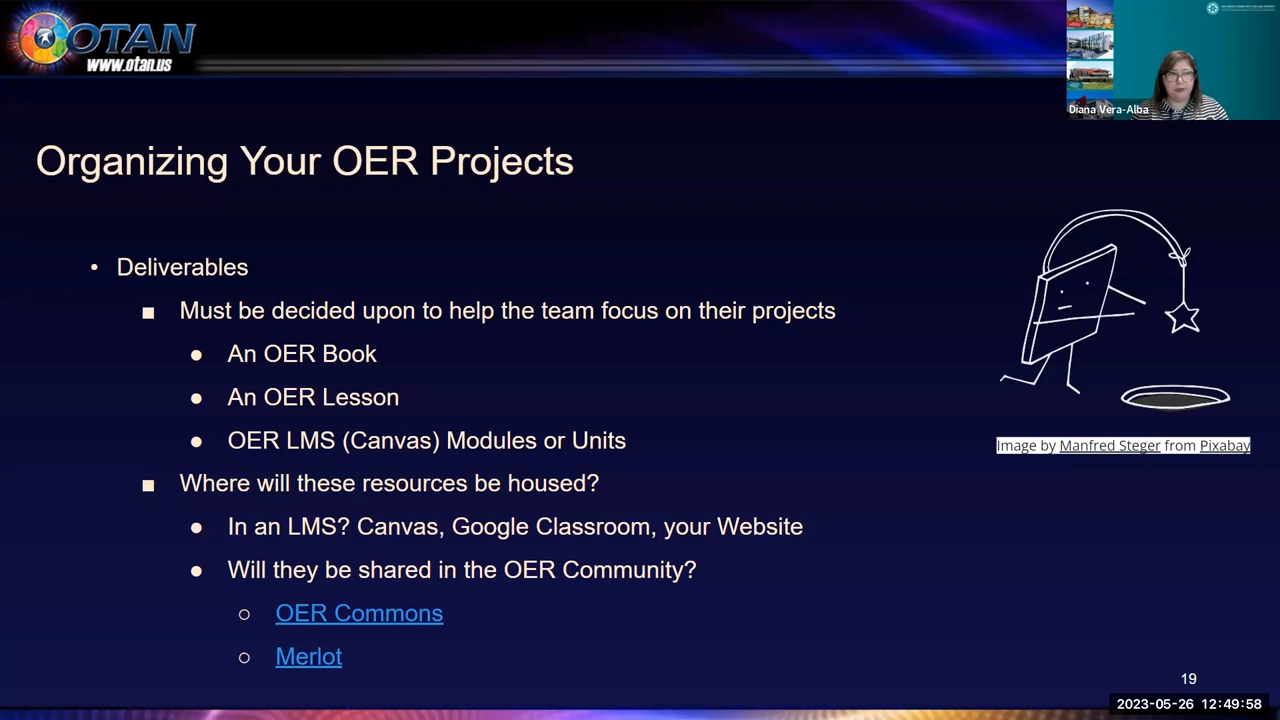 OTAN
www.otan.us
Diana Vera-Alba
Organizing Your OER Projects
• Deliverables
■ Must be decided upon to help the team focus on their projects
● An OER Book
● An OER Lesson
● OER LMS (Canvas) Modules or Units
■ Where will these resources be housed?
● In an LMS? Canvas, Google Classroom, your Website
● Will they be shared in the OER Community?
○ OER Commons
○ Merlot
Image by Manfred Steger from Pixabay
19
2023-05-26 12:49:58